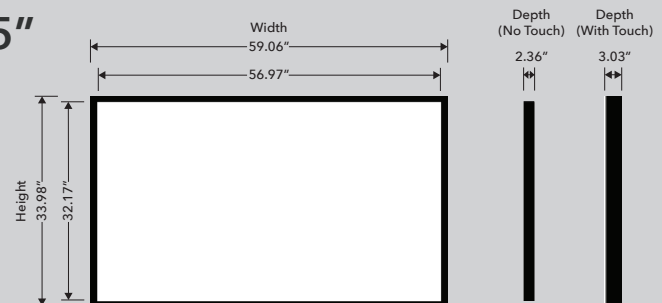 5"
Width
59.06"
56.97"
Height
33.98"
32.17"
Depth
(No Touch)
2.36"
Depth
(With Touch)
3.03"